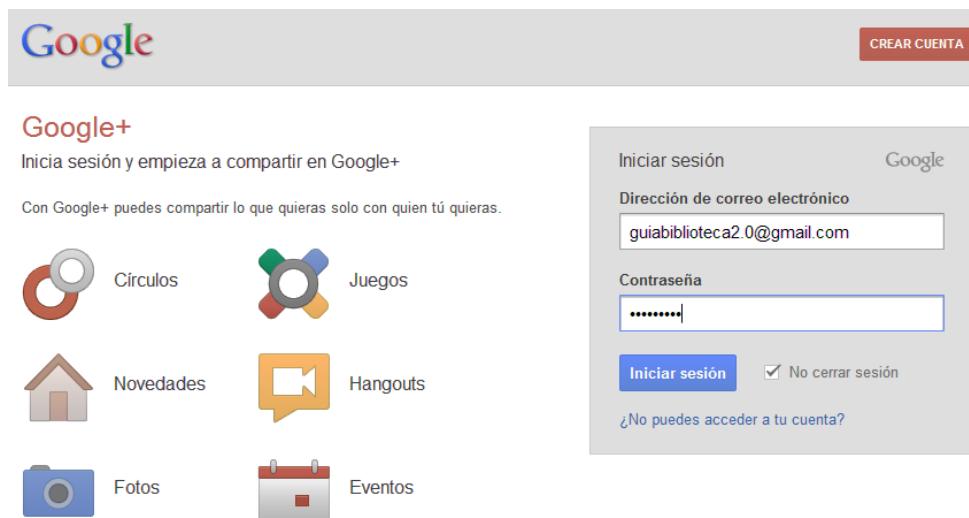 Google
CREAR CUENTA
Google+
Inicia sesión y empieza a compartir en Google+
Con Google+ puedes compartir lo que quieras solo con quien tú quieras.
Círculos
Juegos
Novedades
Hangouts
Fotos
Eventos
Iniciar sesión
Google
Dirección de correo electrónico
guiabiblioteca2.0@gmail.com
Contraseña
•••••••••
Iniciar sesión
No cerrar sesión
¿No puedes acceder a tu cuenta?